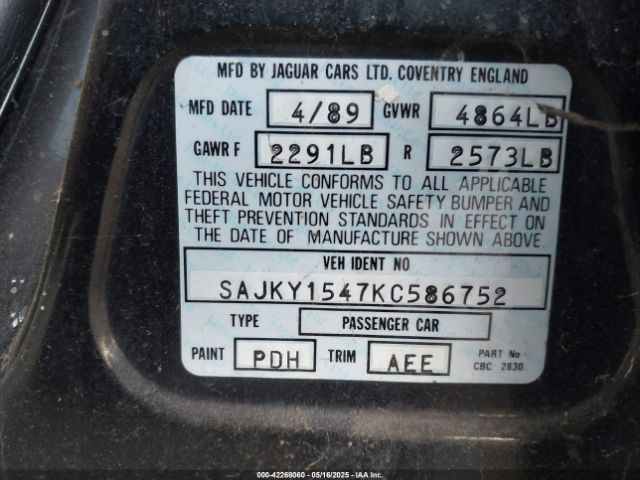 MFD BY JAGUAR CARS LTD. COVENTRY ENGLAND
MFD DATE 4/89 GVWR 4864LB
GAWR F 2291LB R 2573LB
THIS VEHICLE CONFORMS TO ALL APPLICABLE
FEDERAL MOTOR VEHICLE SAFETY BUMPER AND
THEFT PREVENTION STANDARDS IN EFFECT ON
THE DATE OF MANUFACTURE SHOWN ABOVE.
VEH IDENT NO
SAJKY1547KC586752
TYPE PASSENGER CAR
PAINT PDH TRIM AEE PART No
CBC 2830
000-42268060 - 05/16/2025 - IAA Inc.